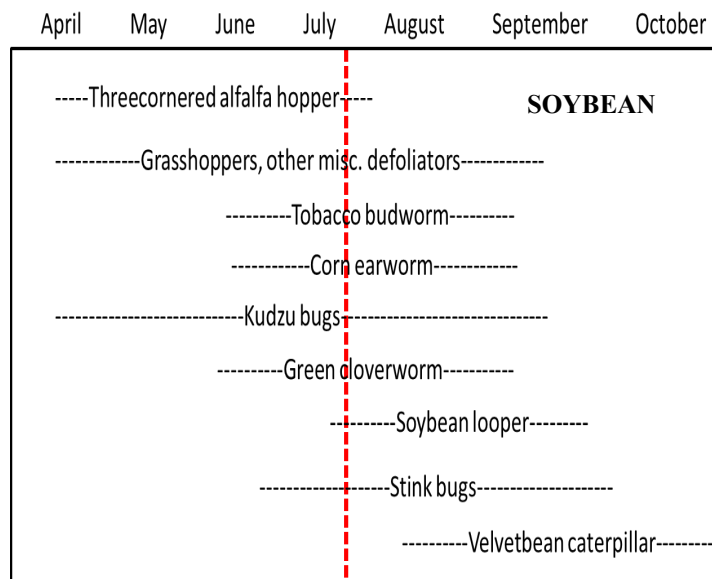 April May June July August September October
-----Threecornered alfalfa hopper-----
SOYBEAN
-------------Grasshoppers, other misc. defoliators-------------
----------Tobacco budworm----------
------------Corn earworm-------------
-----------------------------Kudzu bugs--------------------------------
----------Green cloverworm-----------
----------Soybean looper---------
--------------------Stink bugs---------------------
----------Velvetbean caterpillar---------